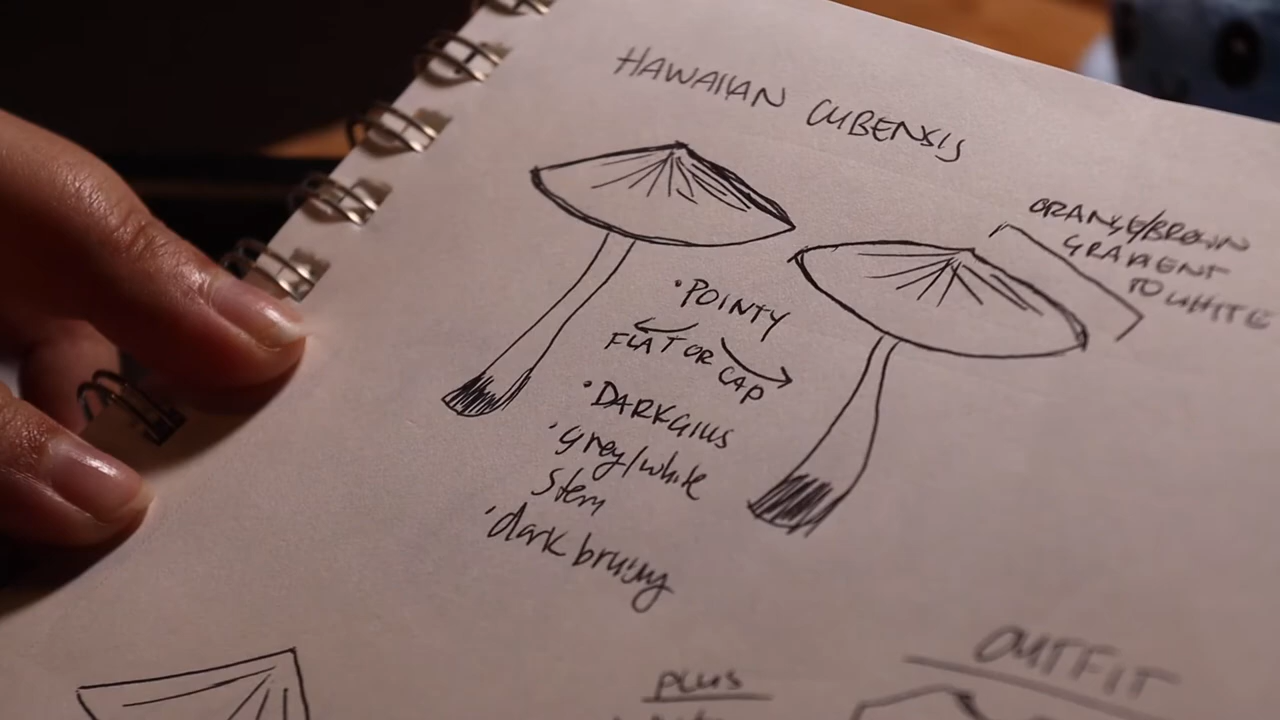 HAWAIIAN CUBENSIS
ORANGE/BROWN
GRADIENT
TO WHITE
• POINTY
FLAT OR CAP
• DARK GILLS
• grey/white
stem
• dark bruising
plus
OUTFIT